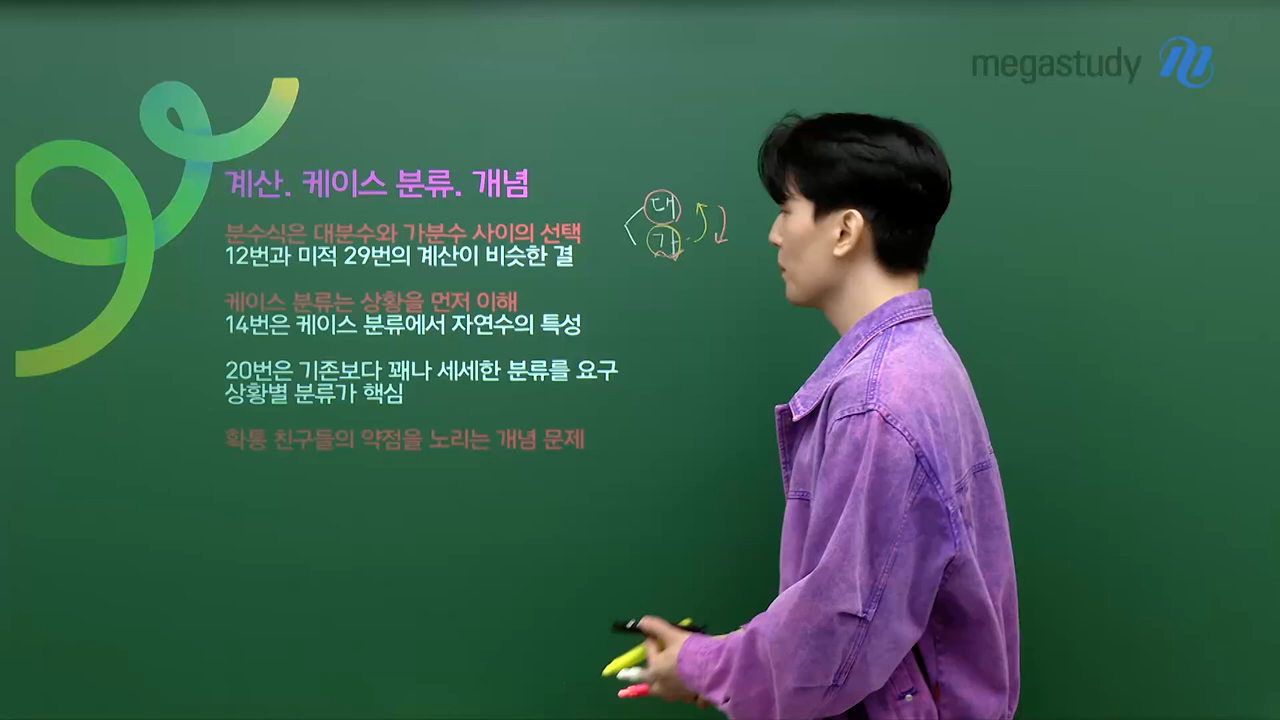 megastudy
계산. 케이스 분류. 개념
분수식은 대분수와 가분수 사이의 선택
12번과 미적 29번의 계산이 비슷한 결
케이스 분류는 상황을 먼저 이해
14번은 케이스 분류에서 자연수의 특성
20번은 기존보다 꽤나 세세한 분류를 요구
상황별 분류가 핵심
확통 친구들의 약점을 노리는 개념 문제
대
가